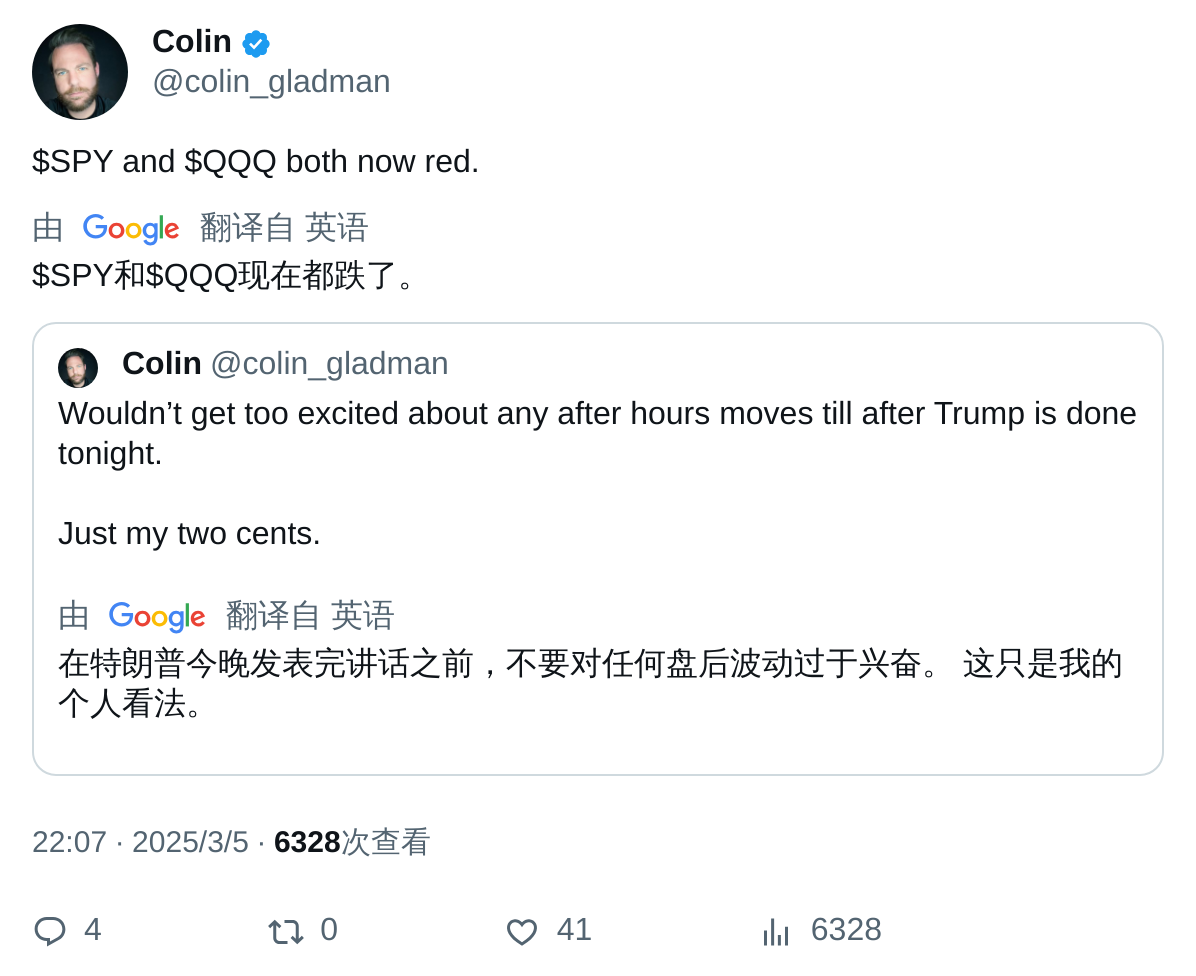 Colin
@colin_gladman
$SPY and $QQQ both now red.
由 Google 翻译自 英语
$SPY和$QQQ现在都跌了。
Colin @colin_gladman
Wouldn’t get too excited about any after hours moves till after Trump is done
tonight.
Just my two cents.
由 Google 翻译自 英语
在特朗普今晚发表完讲话之前，不要对任何盘后波动过于兴奋。 这只是我的
个人看法。
22:07 · 2025/3/5 · 6328次查看
4 0 41 6328